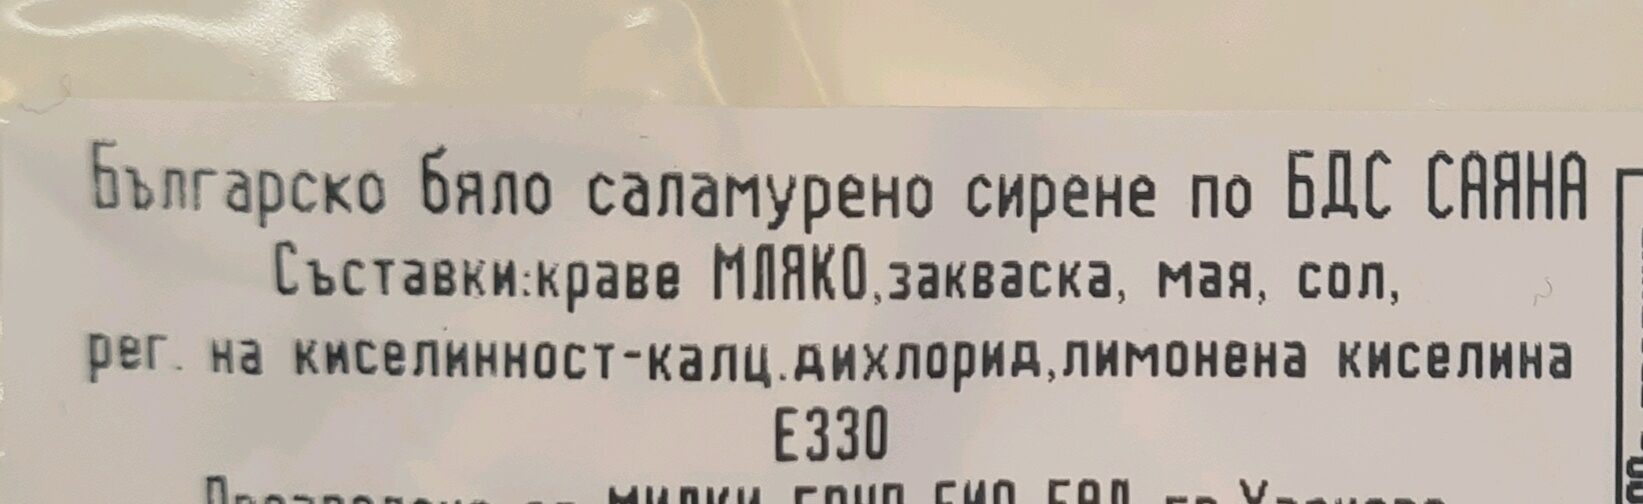 Българско бяло саламурено сирене по БДС САЯНА
Съставки:краве МЛЯКО,закваска, мая, сол,
рег. на киселинност-калц.дихлорид,лимонена киселина
Е330